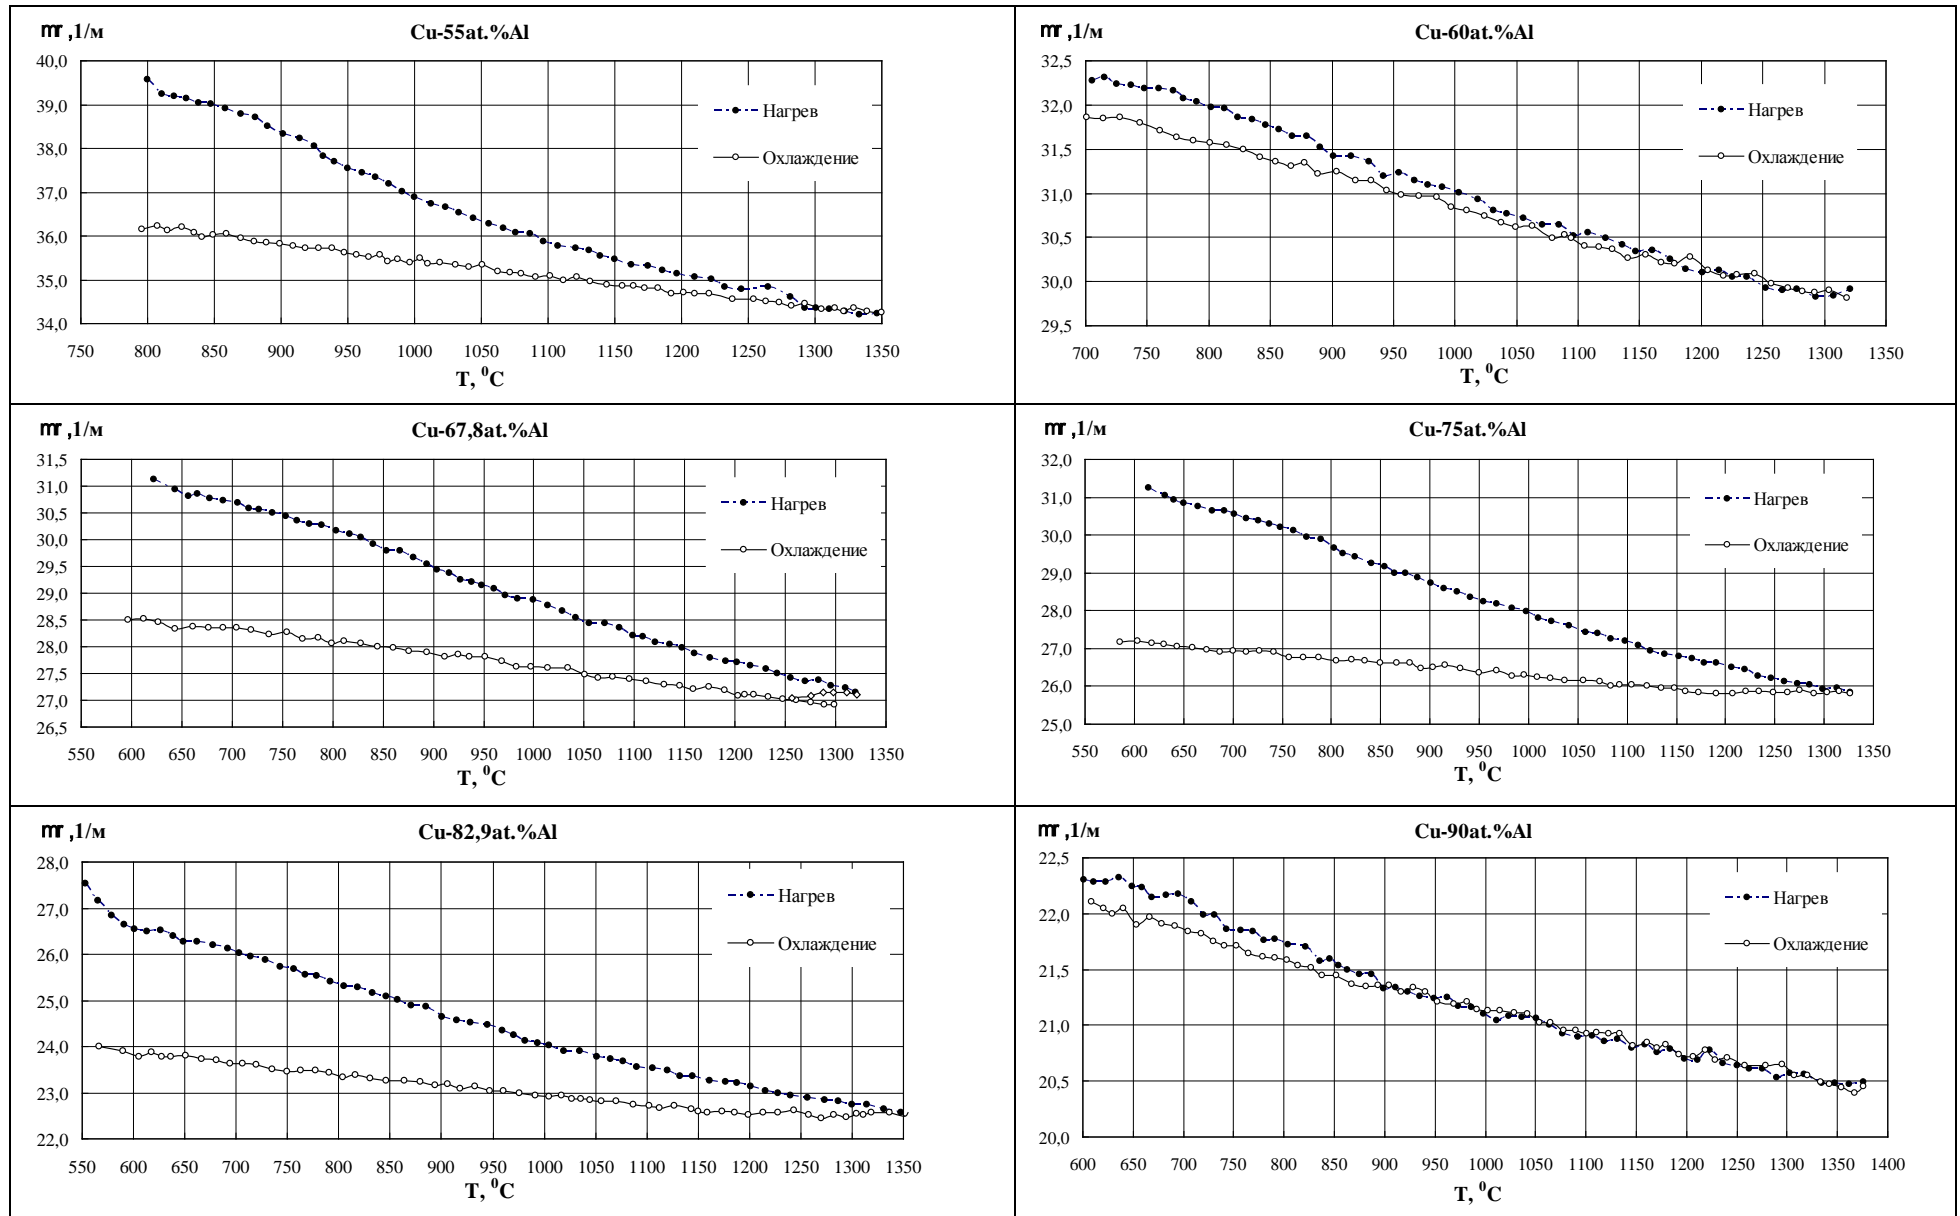 mr ,1/м
Cu-55at.%Al
40,0
39,0
38,0
37,0
36,0
35,0
34,0
Нагрев
Охлаждение
750 800 850 900 950 1000 1050 1100 1150 1200 1250 1300 1350
T, ⁰C
mr ,1/м
Cu-60at.%Al
32,5
32,0
31,5
31,0
30,5
30,0
29,5
Нагрев
Охлаждение
700 750 800 850 900 950 1000 1050 1100 1150 1200 1250 1300 1350
T, ⁰C
mr ,1/м
Cu-67,8at.%Al
31,5
31,0
30,5
30,0
29,5
29,0
28,5
28,0
27,5
27,0
26,5
Нагрев
Охлаждение
550 600 650 700 750 800 850 900 950 1000 1050 1100 1150 1200 1250 1300 1350
T, ⁰C
mr ,1/м
Cu-75at.%Al
32,0
31,0
30,0
29,0
28,0
27,0
26,0
25,0
Нагрев
Охлаждение
550 600 650 700 750 800 850 900 950 1000 1050 1100 1150 1200 1250 1300 1350
T, ⁰C
mr ,1/м
Cu-82,9at.%Al
28,0
27,0
26,0
25,0
24,0
23,0
22,0
Нагрев
Охлаждение
550 600 650 700 750 800 850 900 950 1000 1050 1100 1150 1200 1250 1300 1350
T, ⁰C
mr ,1/м
Cu-90at.%Al
22,5
22,0
21,5
21,0
20,5
20,0
Нагрев
Охлаждение
600 650 700 750 800 850 900 950 1000 1050 1100 1150 1200 1250 1300 1350 1400
T, ⁰C